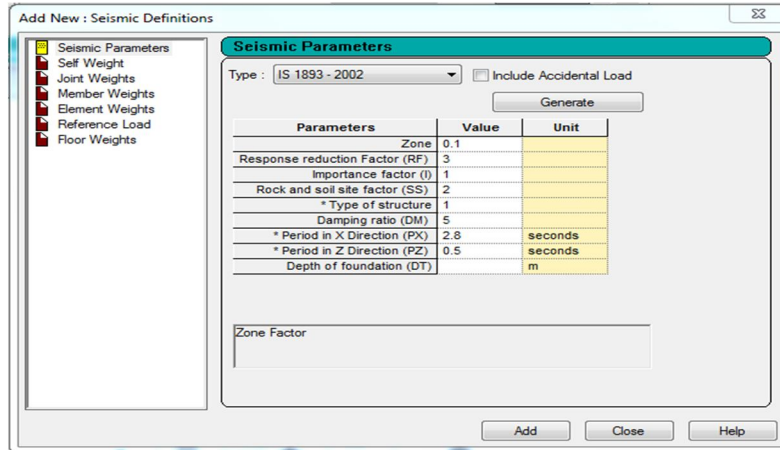 Add New : Seismic Definitions
Seismic Parameters
Self Weight
Joint Weights
Member Weights
Element Weights
Reference Load
Floor Weights
Seismic Parameters
Type : IS 1893 - 2002 Include Accidental Load
Generate
Parameters Value Unit
Zone 0.1
Response reduction Factor (RF) 3
Importance factor (I) 1
Rock and soil site factor (SS) 2
* Type of structure 1
Damping ratio (DM) 5
* Period in X Direction (PX) 2.8 seconds
* Period in Z Direction (PZ) 0.5 seconds
Depth of foundation (DT) m
Zone Factor
Add Close Help